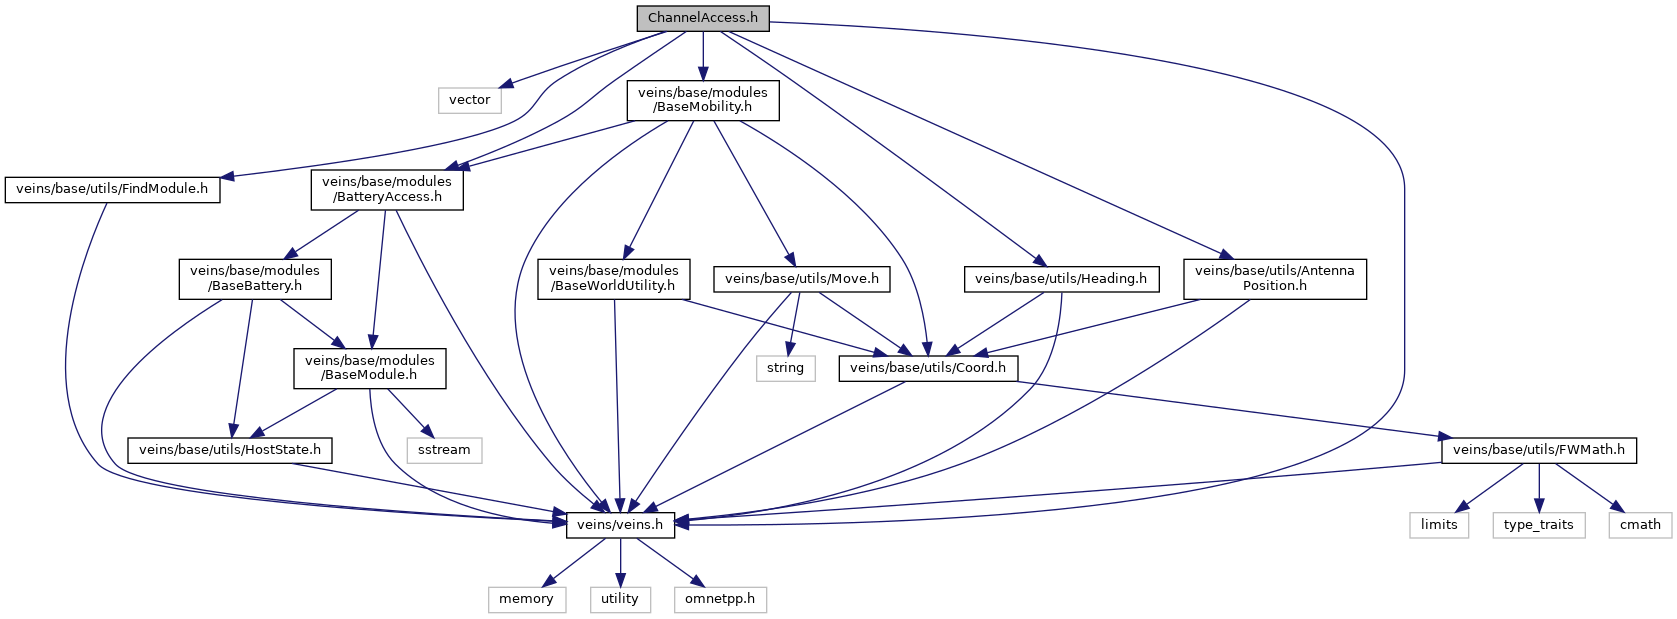 ChannelAccess.h
vector
veins/base/modules
/BaseMobility.h
veins/base/utils/FindModule.h
veins/base/modules
/BatteryAccess.h
veins/base/modules
/BaseBattery.h
veins/base/modules
/BaseWorldUtility.h
veins/base/utils/Move.h
veins/base/utils/Heading.h
veins/base/utils/Antenna
Position.h
veins/base/modules
/BaseModule.h
string
veins/base/utils/Coord.h
veins/base/utils/HostState.h
sstream
veins/base/utils/FWMath.h
veins/veins.h
limits
type_traits
cmath
memory
utility
omnetpp.h